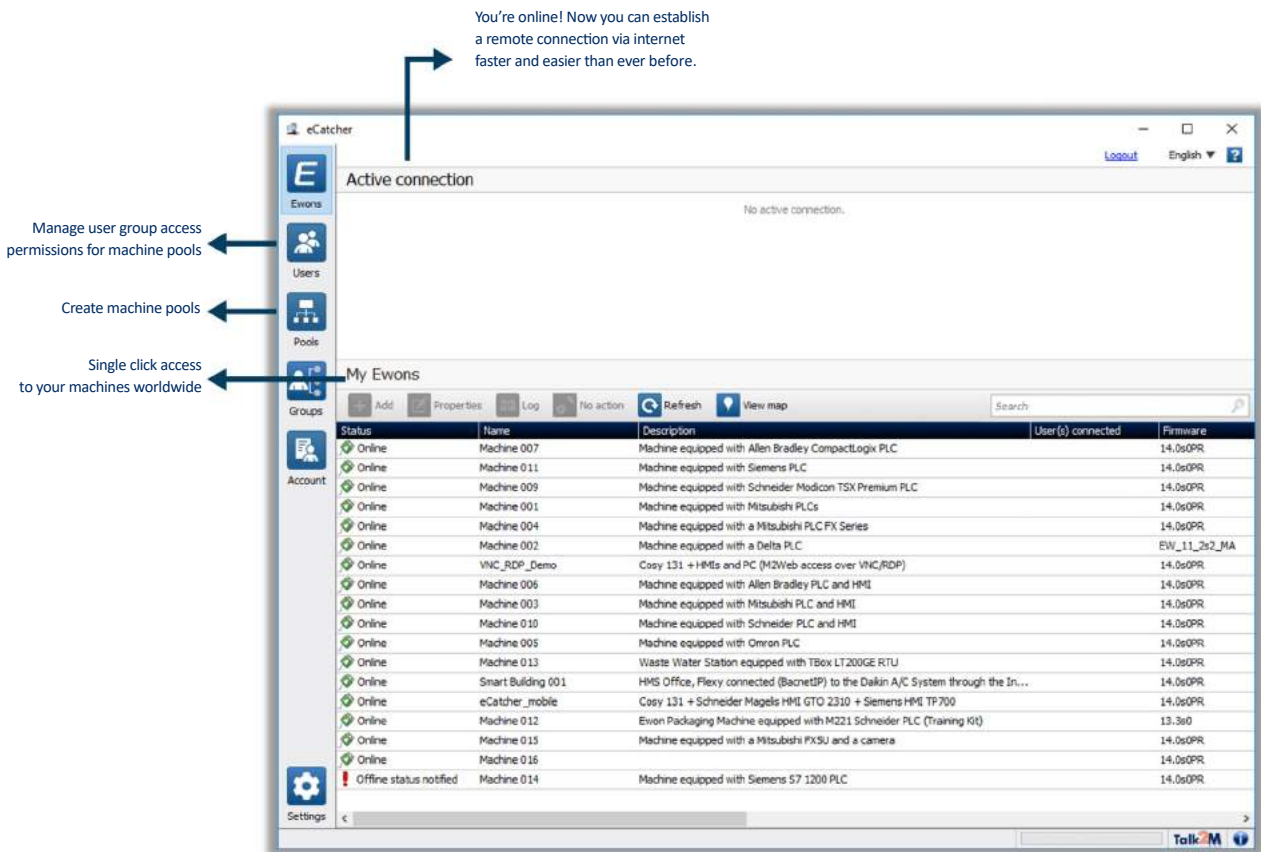 You're online! Now you can establish
a remote connection via internet
faster and easier than ever before.
eCatcher
Logout English
?
E
Ewons
Active connection
No active connection.
Manage user group access
permissions for machine pools
Users
Create machine pools
Pools
Single click access
to your machines worldwide
My Ewons
Groups
Add Properties Log No action Refresh View map Search
Status Name Description User(s) connected Firmware
Online Machine 007 Machine equipped with Allen Bradley CompactLogix PLC 14.0s0PR
Online Machine 011 Machine equipped with Siemens PLC 14.0s0PR
Account
Online Machine 009 Machine equipped with Schneider Modicon TSX Premium PLC 14.0s0PR
Online Machine 001 Machine equipped with Mitsubishi PLCs 14.0s0PR
Online Machine 004 Machine equipped with a Mitsubishi PLC FX Series 14.0s0PR
Online Machine 002 Machine equipped with a Delta PLC EW_11_2s2_MA
Online VNC_RDP_Demo Cosy 131 + HMIs and PC (M2Web access over VNC/RDP) 14.0s0PR
Online Machine 006 Machine equipped with Allen Bradley PLC and HMI 14.0s0PR
Online Machine 003 Machine equipped with Mitsubishi PLC and HMI 14.0s0PR
Online Machine 010 Machine equipped with Schneider PLC and HMI 14.0s0PR
Online Machine 005 Machine equipped with Omron PLC 14.0s0PR
Online Machine 013 Waste Water Station equipped with TBox LT200GE RTU 14.0s0PR
Online Smart Building 001 HMS Office, Flexy connected (BacnetIP) to the Daikin A/C System through the In... 14.0s0PR
Online eCatcher_mobile Cosy 131 + Schneider Magelis HMI GTO 2310 + Siemens HMI TP700 14.0s0PR
Online Machine 012 Ewon Packaging Machine equipped with M221 Schneider PLC (Training Kit) 13.3s0
Online Machine 015 Machine equipped with a Mitsubishi FX5U and a camera 14.0s0PR
Online Machine 016 14.0s0PR
Offline status notified Machine 014 Machine equipped with Siemens S7 1200 PLC 14.0s0PR
Settings
Talk2M